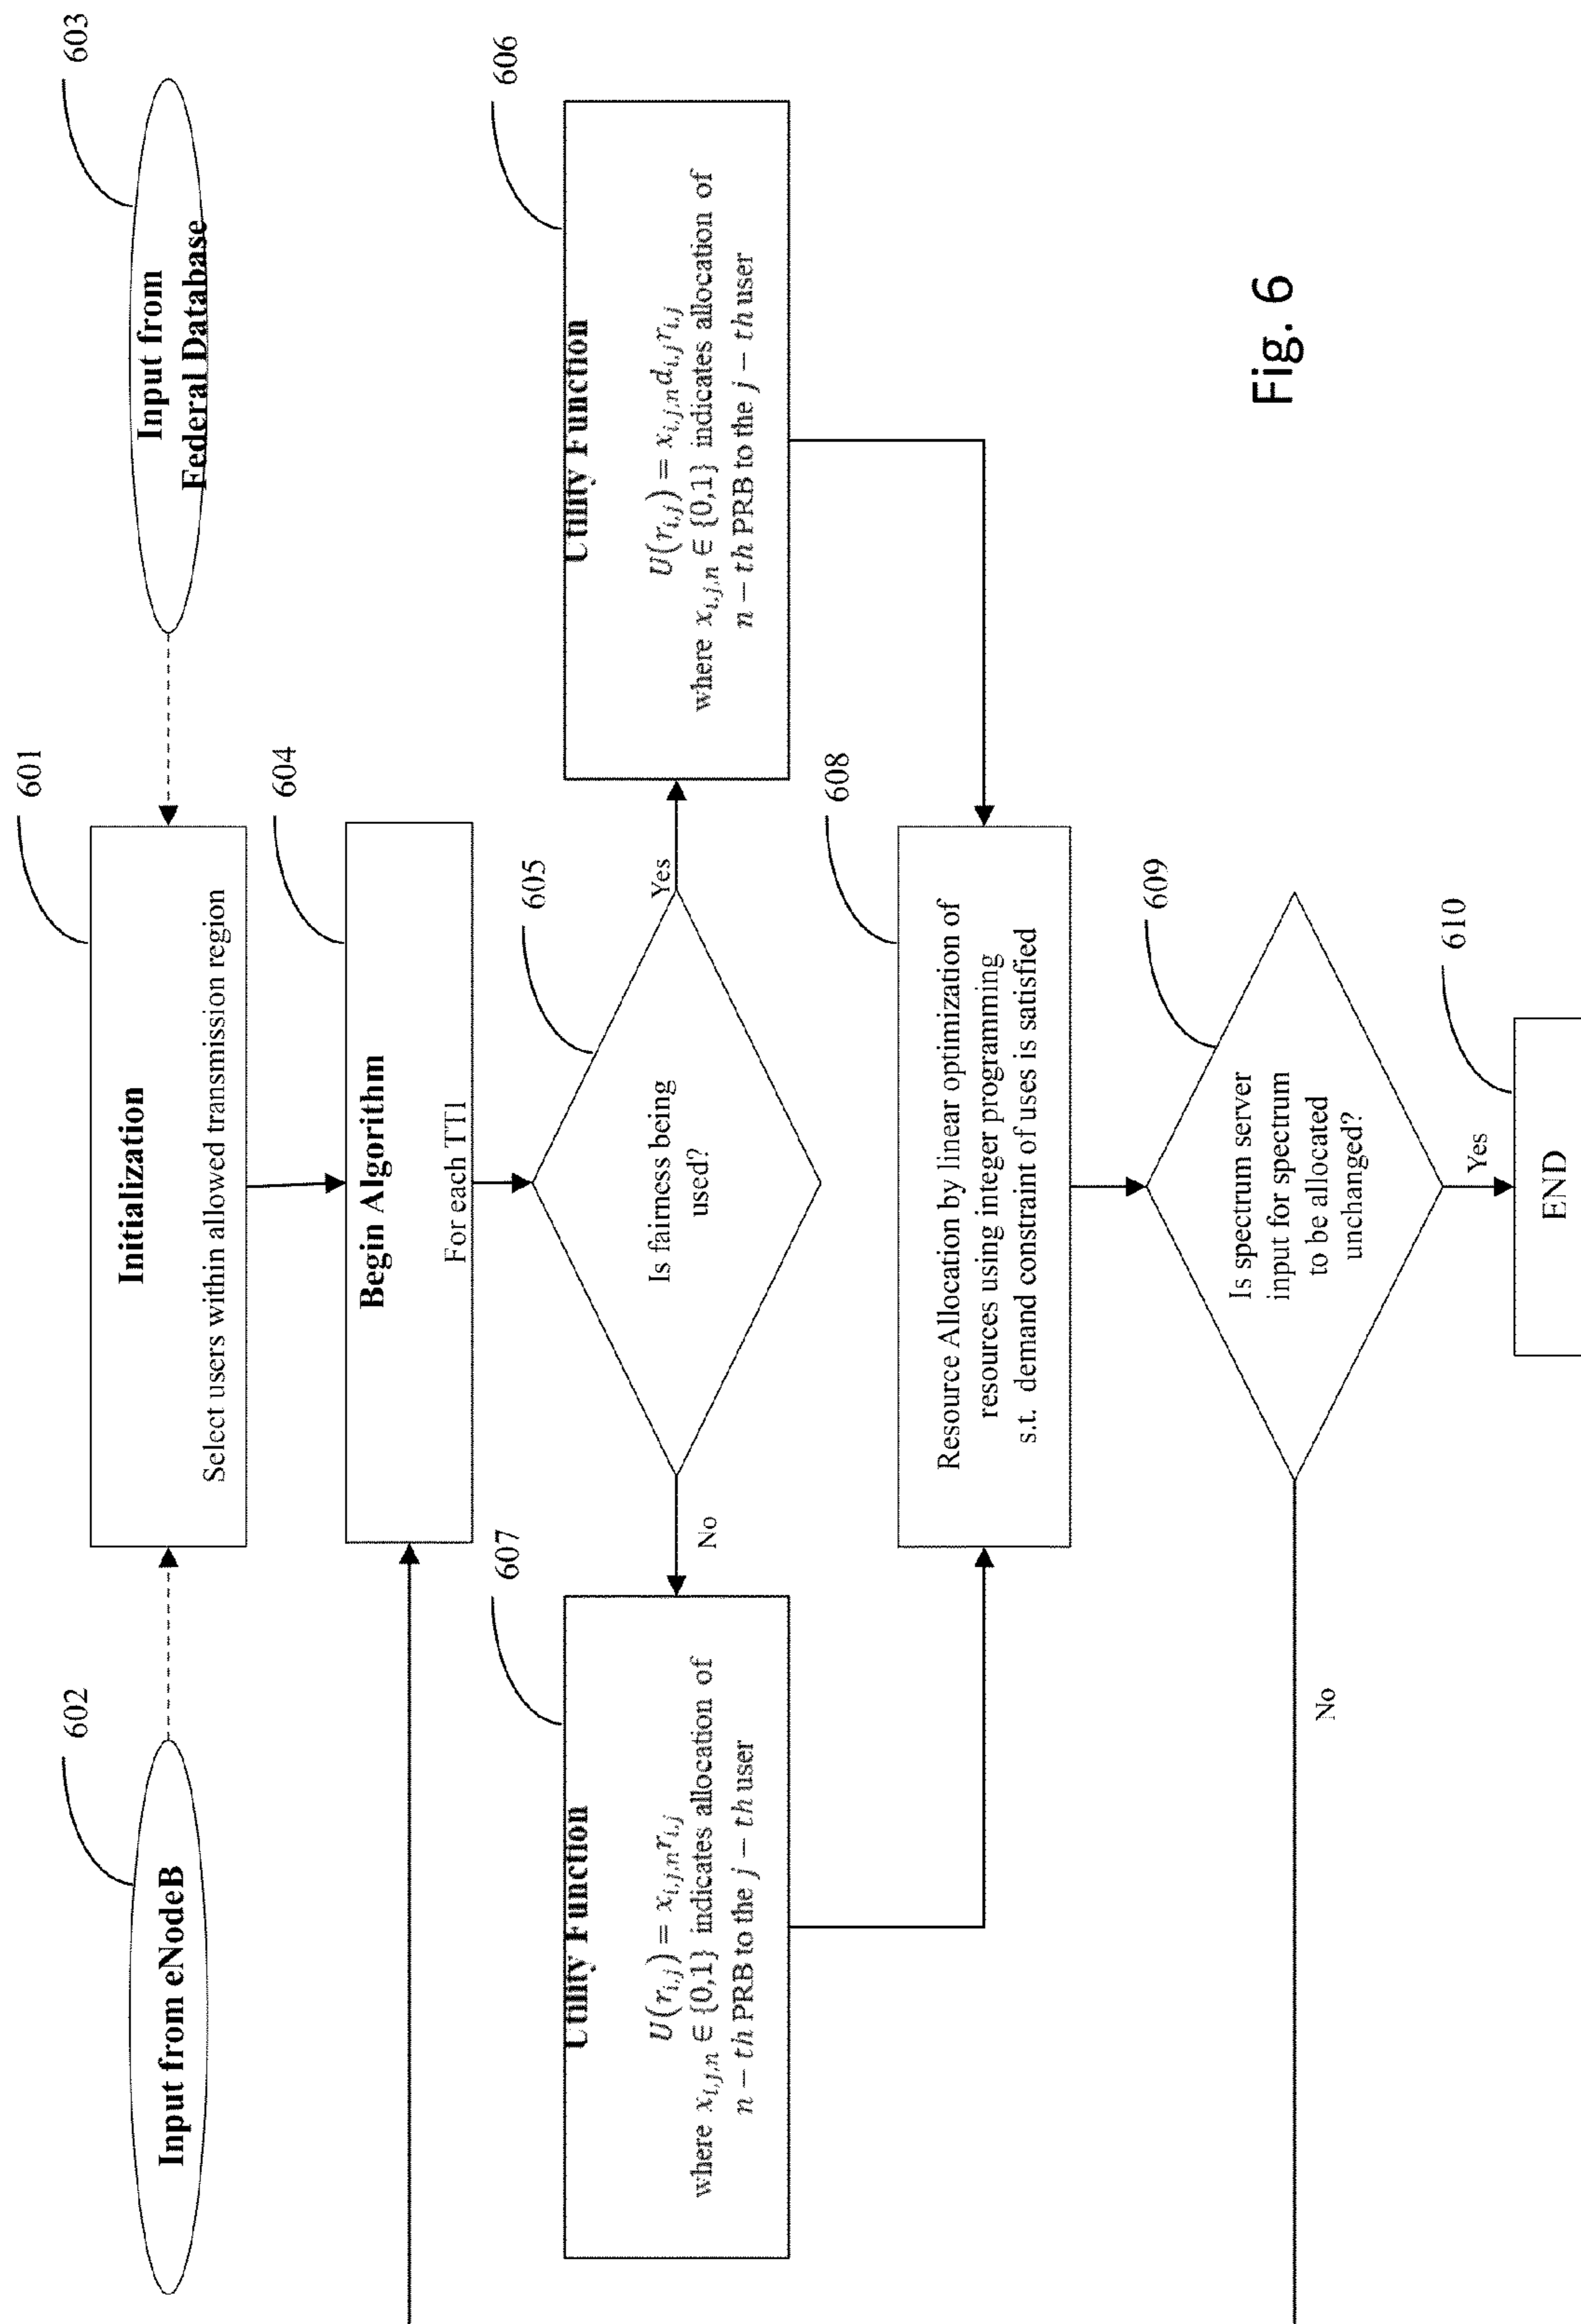 602
Input from eNodeB
601
Initialization
Select users within allowed transmission region
603
Input from
Federal Database
604
Begin Algorithm
For each TTI
605
Is fairness being
used?
No
Yes
607
Utility Function
U(r_{i,j}) = x_{i,j,n} r_{i,j}
where x_{i,j,n} ∈ {0,1} indicates allocation of
n − th PRB to the j − th user
606
Utility Function
U(r_{i,j}) = x_{i,j,n} d_{i,j} r_{i,j}
where x_{i,j,n} ∈ {0,1} indicates allocation of
n − th PRB to the j − th user
608
Resource Allocation by linear optimization of
resources using integer programming
s.t. demand constraint of uses is satisfied
609
Is spectrum server
input for spectrum
to be allocated
unchanged?
No
Yes
610
END
Fig. 6